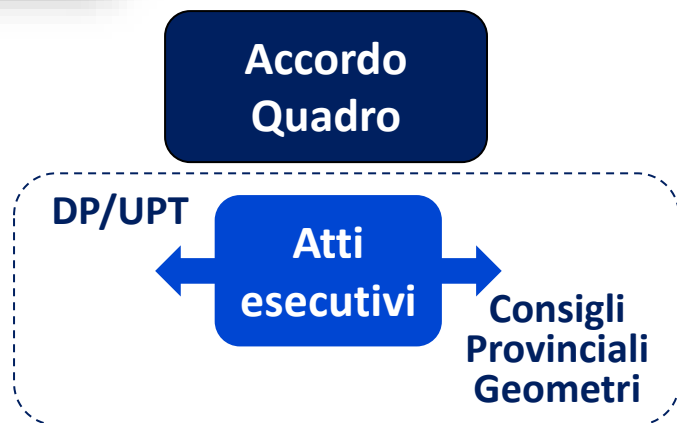 Accordo
Quadro
DP/UPT
Atti
esecutivi
Consigli
Provinciali
Geometri